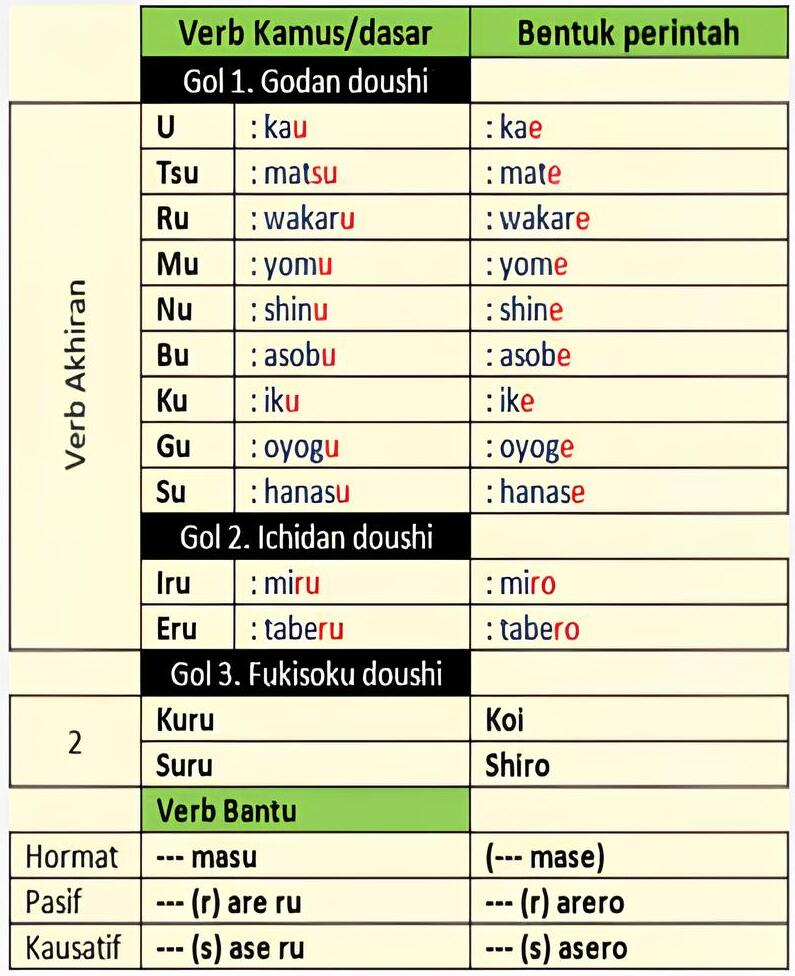 Verb Kamus/dasar Bentuk perintah
Gol 1. Godan doushi
Verb Akhiran
U : kau : kae
Tsu : matsu : mate
Ru : wakaru : wakare
Mu : yomu : yome
Nu : shinu : shine
Bu : asobu : asobe
Ku : iku : ike
Gu : oyogu : oyoge
Su : hanasu : hanase
Gol 2. Ichidan doushi
Iru : miru : miro
Eru : taberu : tabero
Gol 3. Fukisoku doushi
2
Kuru Koi
Suru Shiro
Verb Bantu
Hormat --- masu (--- mase)
Pasif --- (r) are ru --- (r) arero
Kausatif --- (s) ase ru --- (s) asero